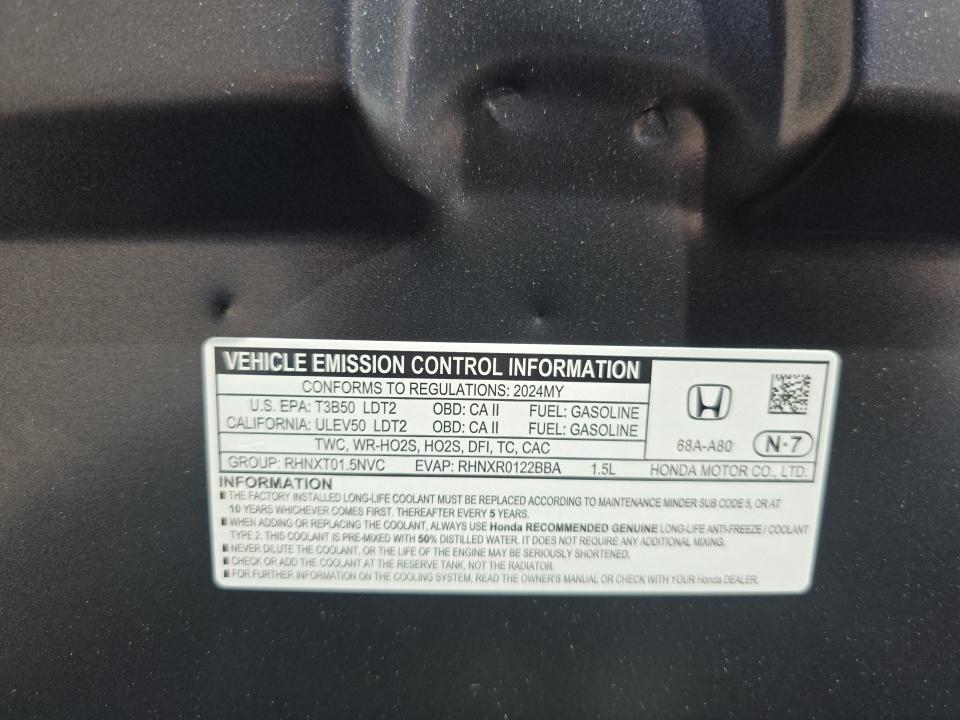 VEHICLE EMISSION CONTROL INFORMATION
CONFORMS TO REGULATIONS: 2024MY
U.S. EPA: T3B50 LDT2 OBD: CA II FUEL: GASOLINE
CALIFORNIA: ULEV50 LDT2 OBD: CA II FUEL: GASOLINE
TWC, WR-HO2S, HO2S, DFI, TC, CAC
68A-A80 N·7
GROUP: RHNXT01.5NVC EVAP: RHNXR0122BBA 1.5L HONDA MOTOR CO., LTD.
INFORMATION
THE FACTORY INSTALLED LONG-LIFE COOLANT MUST BE REPLACED ACCORDING TO MAINTENANCE MINDER SUB CODE 5, OR AT
10 YEARS WHICHEVER COMES FIRST. THEREAFTER EVERY 5 YEARS.
WHEN ADDING OR REPLACING THE COOLANT, ALWAYS USE Honda RECOMMENDED GENUINE LONG-LIFE ANTI-FREEZE / COOLANT
TYPE 2. THIS COOLANT IS PRE-MIXED WITH 50% DISTILLED WATER. IT DOES NOT REQUIRE ANY ADDITIONAL MIXING.
NEVER DILUTE THE COOLANT, OR THE LIFE OF THE ENGINE MAY BE SERIOUSLY SHORTENED.
CHECK OR ADD THE COOLANT AT THE RESERVE TANK, NOT THE RADIATOR.
FOR FURTHER INFORMATION ON THE COOLING SYSTEM, READ THE OWNER'S MANUAL OR CHECK WITH YOUR Honda DEALER.